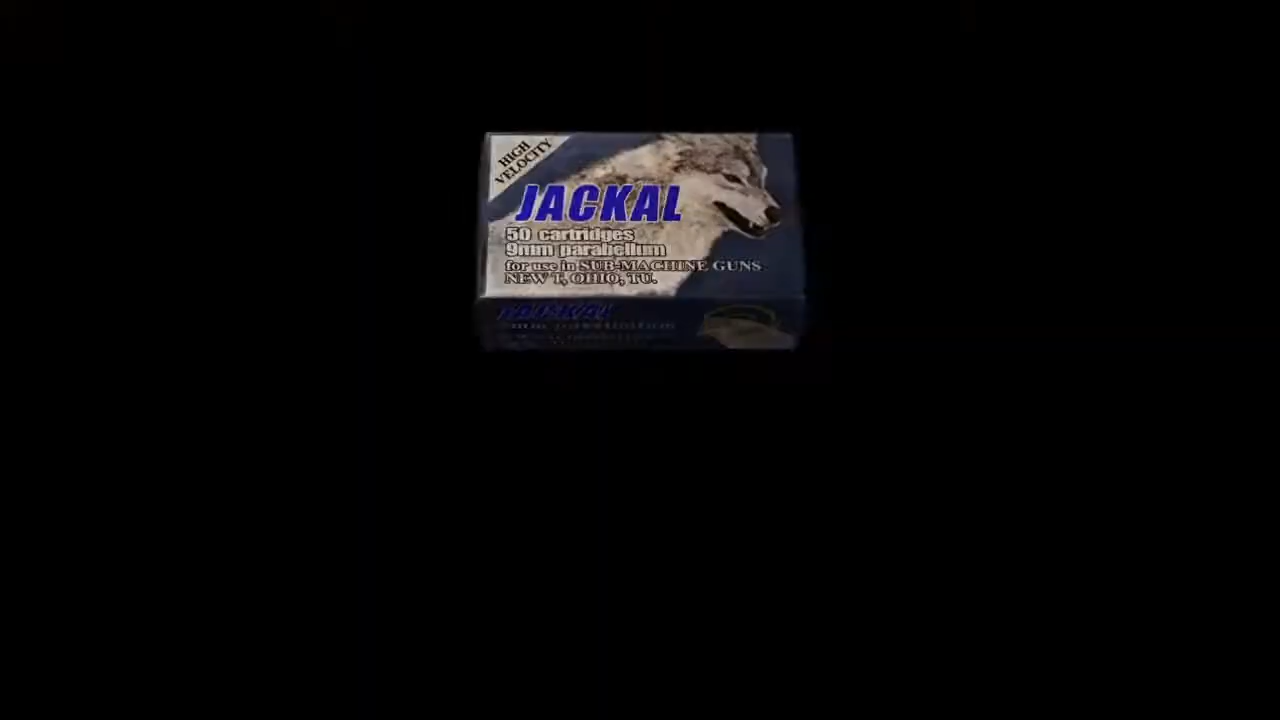 HIGH
VELOCITY
JACKAL
50 cartridges
9mm parabellum
for use in SUB-MACHINE GUNS
NEW T, OHIO, TU.